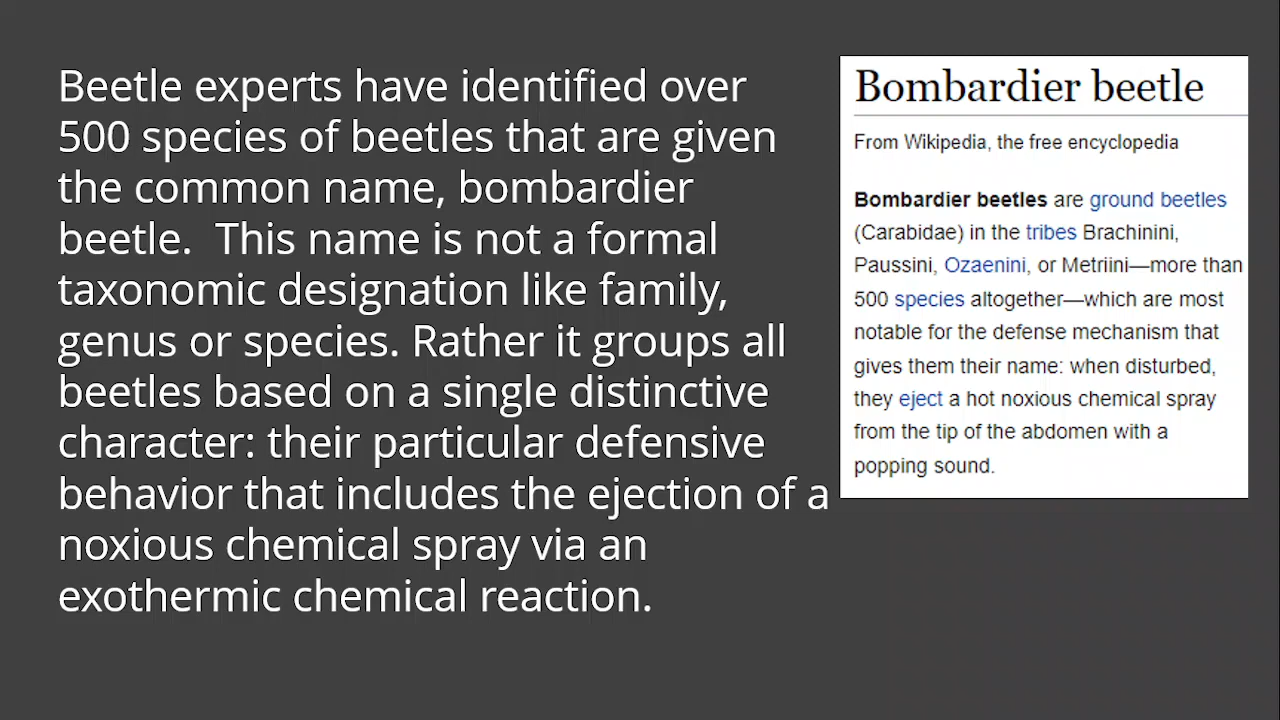 Beetle experts have identified over
500 species of beetles that are given
the common name, bombardier
beetle.  This name is not a formal
taxonomic designation like family,
genus or species. Rather it groups all
beetles based on a single distinctive
character: their particular defensive
behavior that includes the ejection of a
noxious chemical spray via an
exothermic chemical reaction.
Bombardier beetle
From Wikipedia, the free encyclopedia
Bombardier beetles are ground beetles
(Carabidae) in the tribes Brachinini,
Paussini, Ozaenini, or Metriini—more than
500 species altogether—which are most
notable for the defense mechanism that
gives them their name: when disturbed,
they eject a hot noxious chemical spray
from the tip of the abdomen with a
popping sound.